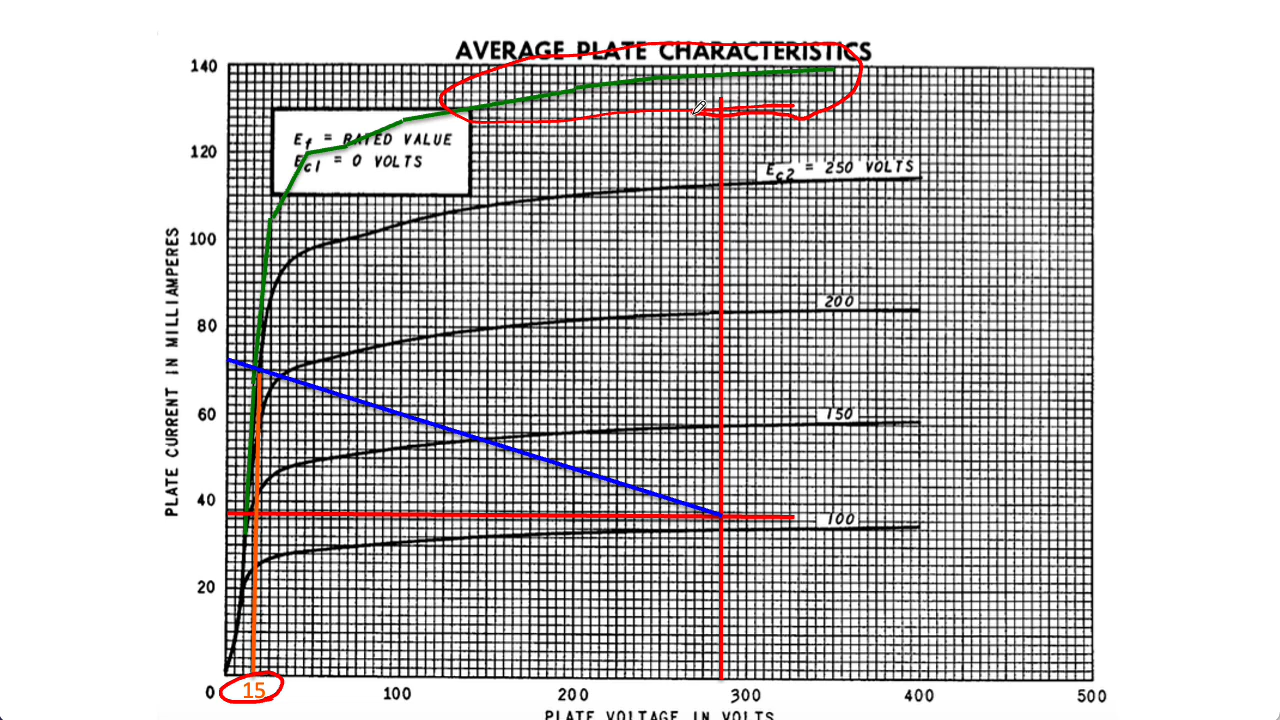 AVERAGE PLATE CHARACTERISTICS
140
Ef = RATED VALUE
Ec1 = 0 VOLTS
120
Ec2 = 250 VOLTS
100
PLATE CURRENT IN MILLIAMPERES
200
80
60
150
40
100
20
0
15
100
200
300
400
500
PLATE VOLTAGE IN VOLTS